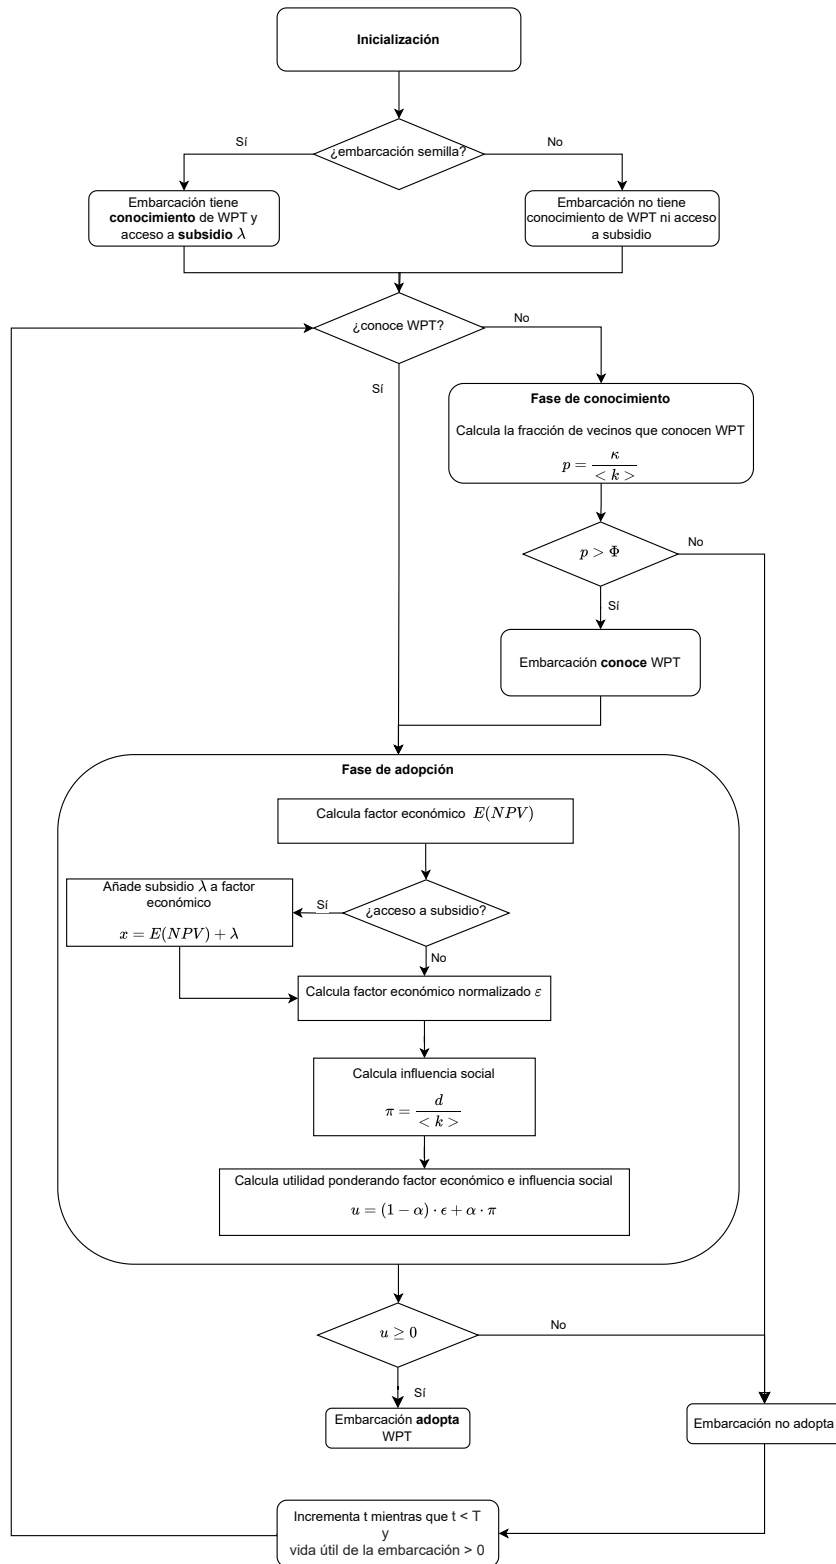 Inicialización
¿embarcación semilla?
Sí
No
Embarcación tiene
conocimiento de WPT y
acceso a subsidio λ
Embarcación no tiene
conocimiento de WPT ni acceso
a subsidio
¿conoce WPT?
No
Sí
Fase de conocimiento
Calcula la fracción de vecinos que conocen WPT
p = κ / < k >
p > Φ
No
Sí
Embarcación conoce WPT
Fase de adopción
Calcula factor económico E(NPV)
¿acceso a subsidio?
Sí
No
Añade subsidio λ a factor
económico
x = E(NPV) + λ
Calcula factor económico normalizado ε
Calcula influencia social
π = d / < k >
Calcula utilidad ponderando factor económico e influencia social
u = (1 − α) · ϵ + α · π
u ≥ 0
No
Sí
Embarcación adopta
WPT
Embarcación no adopta
Incrementa t mientras que t < T
y
vida útil de la embarcación > 0